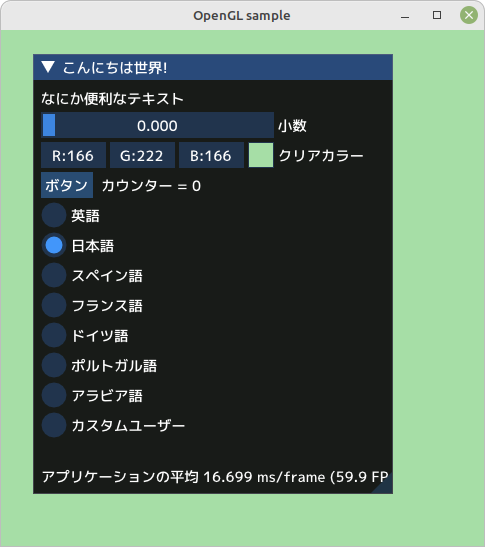 OpenGL sample
こんにちは世界!
なにか便利なテキスト
0.000 小数
R:166 G:222 B:166 クリアカラー
ボタン カウンター = 0
英語
日本語
スペイン語
フランス語
ドイツ語
ポルトガル語
アラビア語
カスタムユーザー
アプリケーションの平均 16.699 ms/frame (59.9 FP